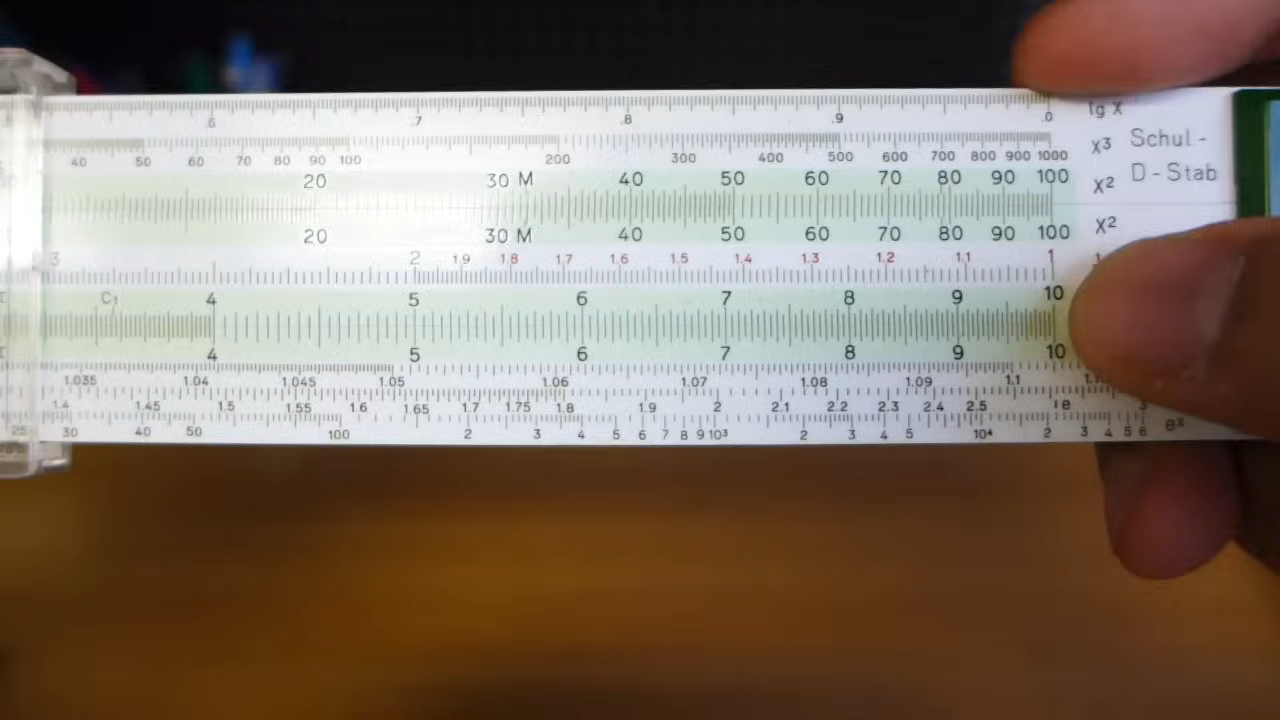 .6 .7 .8 .9 .0 lg X
40 50 60 70 80 90 100 200 300 400 500 600 700 800 900 1000 X³ Schul -
20 30 M 40 50 60 70 80 90 100 X² D - Stab
20 30 M 40 50 60 70 80 90 100 X²
3 2 1.9 1.8 1.7 1.6 1.5 1.4 1.3 1.2 1.1 1
C₁ 4 5 6 7 8 9 10
4 5 6 7 8 9 10
1.035 1.04 1.045 1.05 1.06 1.07 1.08 1.09 1.1
1.4 1.45 1.5 1.55 1.6 1.65 1.7 1.75 1.8 1.9 2 2.1 2.2 2.3 2.4 2.5 e 3
25 30 40 50 100 2 3 4 5 6 7 8 9 10³ 2 3 4 5 10⁴ 2 3 4 5 6 eˣ